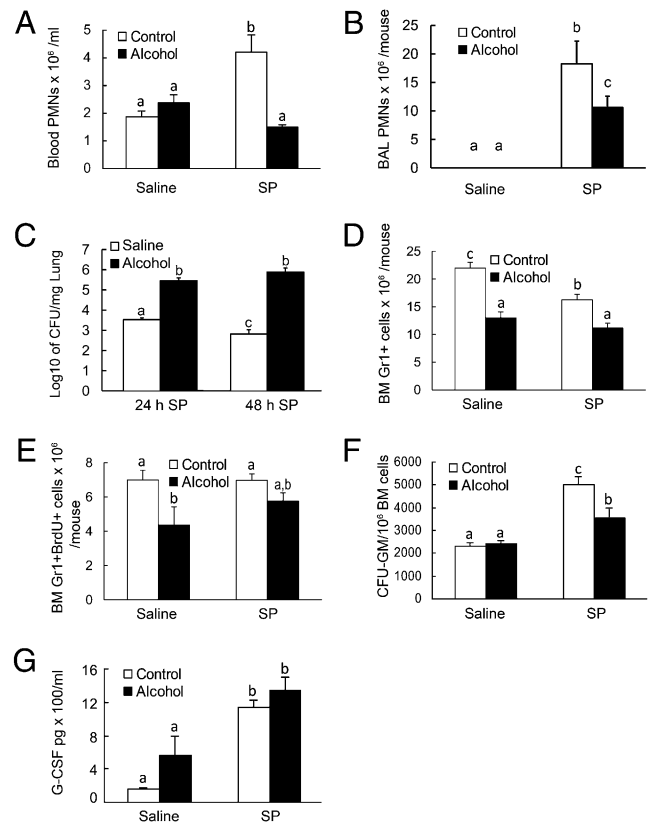 A
Blood PMNs x 10⁶ /ml
5
4
3
2
1
0
Control
Alcohol
a
a
b
a
Saline
SP
B
BAL PMNs x 10⁶ /mouse
25
20
15
10
5
0
Control
Alcohol
a
a
b
c
Saline
SP
C
Log10 of CFU/mg Lung
7
6
5
4
3
2
1
0
Saline
Alcohol
a
b
c
b
24 h SP
48 h SP
D
BM Gr1+ cells x 10⁶ /mouse
25
20
15
10
5
0
Control
Alcohol
c
a
b
a
Saline
SP
E
BM Gr1+BrdU+ cells x 10⁶
/mouse
8
6
4
2
0
Control
Alcohol
a
b
a
a,b
Saline
SP
F
CFU-GM/10⁶ BM cells
6000
5000
4000
3000
2000
1000
0
Control
Alcohol
a
a
c
b
Saline
SP
G
G-CSF pg x 100/ml
16
12
8
4
0
Control
Alcohol
a
a
b
b
Saline
SP